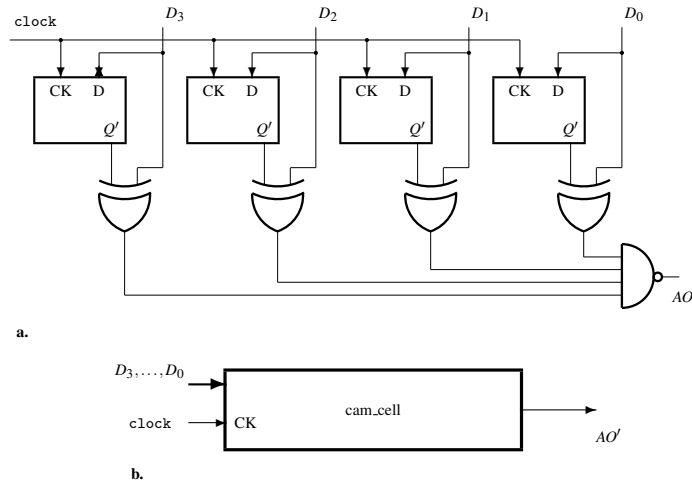 clock D₃ D₂ D₁ D₀
CK D CK D CK D CK D
Q′ Q′ Q′ Q′
AO
a.
D₃,...,D₀
cam_cell
clock CK
AO′
b.